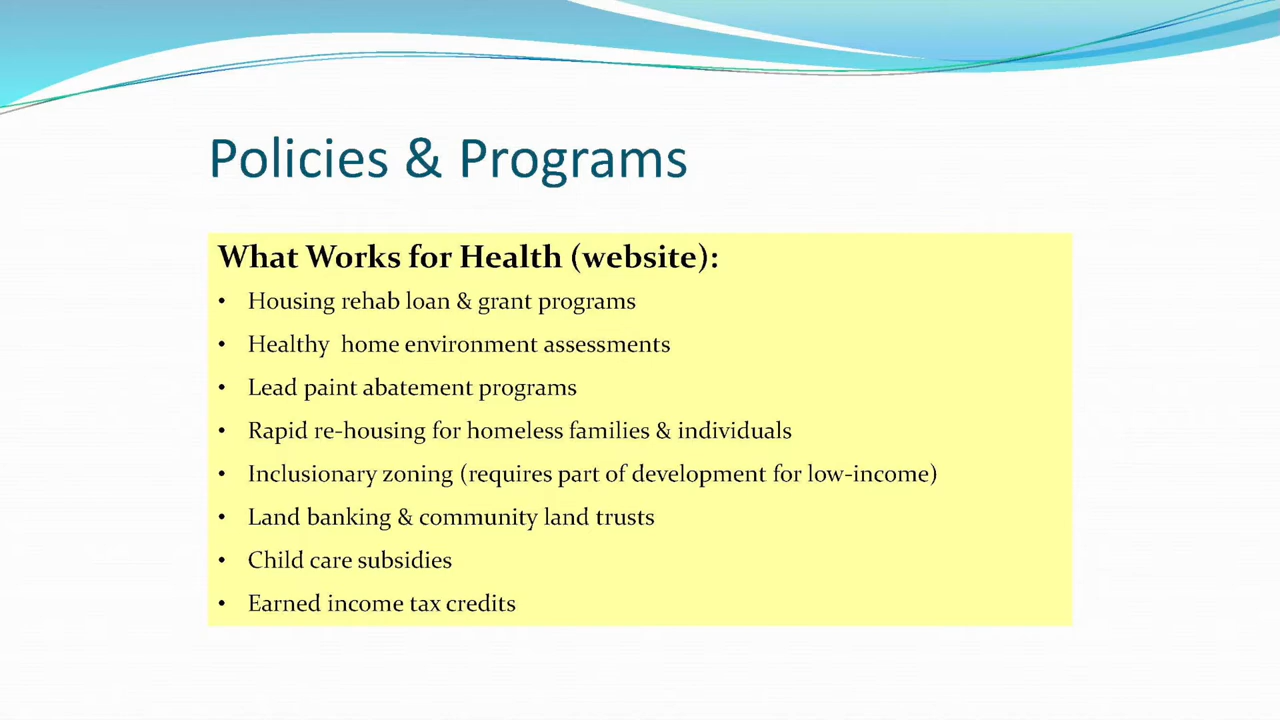 Policies & Programs
What Works for Health (website):
• Housing rehab loan & grant programs
• Healthy  home environment assessments
• Lead paint abatement programs
• Rapid re-housing for homeless families & individuals
• Inclusionary zoning (requires part of development for low-income)
• Land banking & community land trusts
• Child care subsidies
• Earned income tax credits